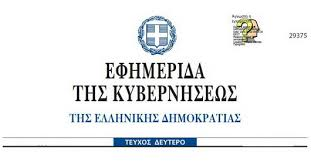 29375
ΕΦΗΜΕΡΙΔΑ
ΤΗΣ ΚΥΒΕΡΝΗΣΕΩΣ
ΤΗΣ ΕΛΛΗΝΙΚΗΣ ΔΗΜΟΚΡΑΤΙΑΣ
ΤΕΥΧΟΣ ΔΕΥΤΕΡΟ